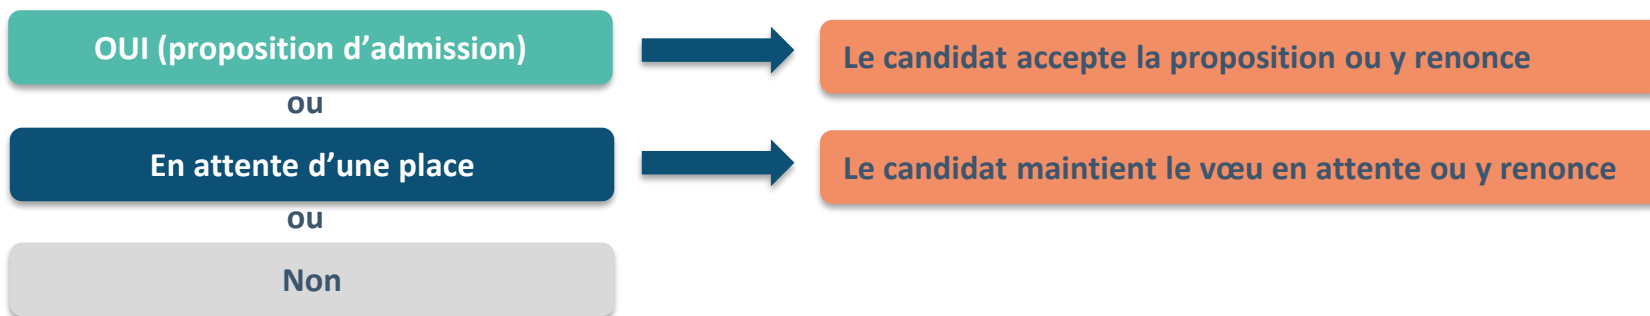 OUI (proposition d’admission)
Le candidat accepte la proposition ou y renonce
ou
En attente d’une place
Le candidat maintient le vœu en attente ou y renonce
ou
Non